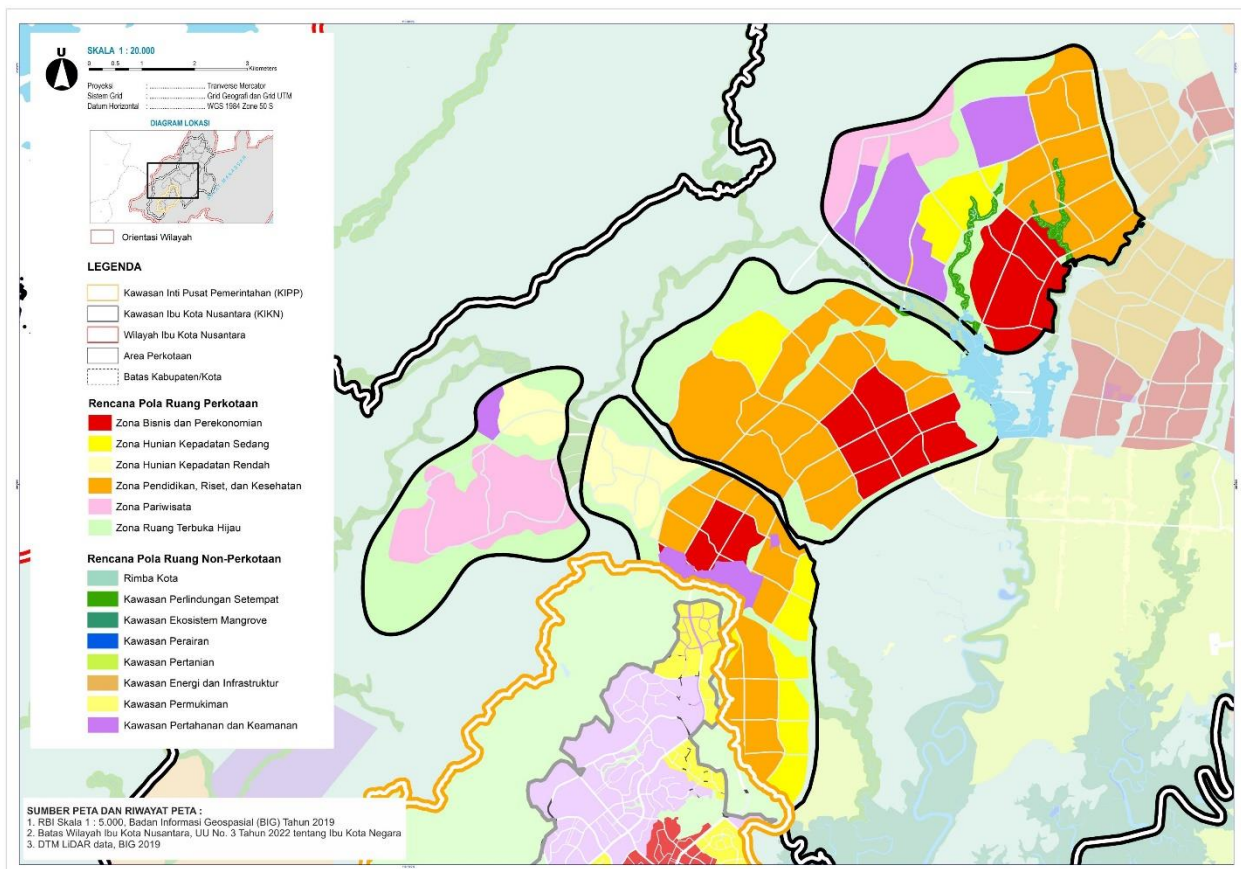 U
SKALA 1 : 20.000
0 0.5 1 2 3
Kilometers
Proyeksi : ........................ Tranverse Mercator
Sistem Grid : ........................ Grid Geografi dan Grid UTM
Datum Horizontal : ........................ WGS 1984 Zone 50 S
DIAGRAM LOKASI
Orientasi Wilayah
LEGENDA
Kawasan Inti Pusat Pemerintahan (KIPP)
Kawasan Ibu Kota Nusantara (KIKN)
Wilayah Ibu Kota Nusantara
Area Perkotaan
Batas Kabupaten/Kota
Rencana Pola Ruang Perkotaan
Zona Bisnis dan Perekonomian
Zona Hunian Kepadatan Sedang
Zona Hunian Kepadatan Rendah
Zona Pendidikan, Riset, dan Kesehatan
Zona Pariwisata
Zona Ruang Terbuka Hijau
Rencana Pola Ruang Non-Perkotaan
Rimba Kota
Kawasan Perlindungan Setempat
Kawasan Ekosistem Mangrove
Kawasan Perairan
Kawasan Pertanian
Kawasan Energi dan Infrastruktur
Kawasan Permukiman
Kawasan Pertahanan dan Keamanan
SUMBER PETA DAN RIWAYAT PETA :
1. RBI Skala 1 : 5.000, Badan Informasi Geospasial (BIG) Tahun 2019
2. Batas Wilayah Ibu Kota Nusantara, UU No. 3 Tahun 2022 tentang Ibu Kota Negara
3. DTM LiDAR data, BIG 2019